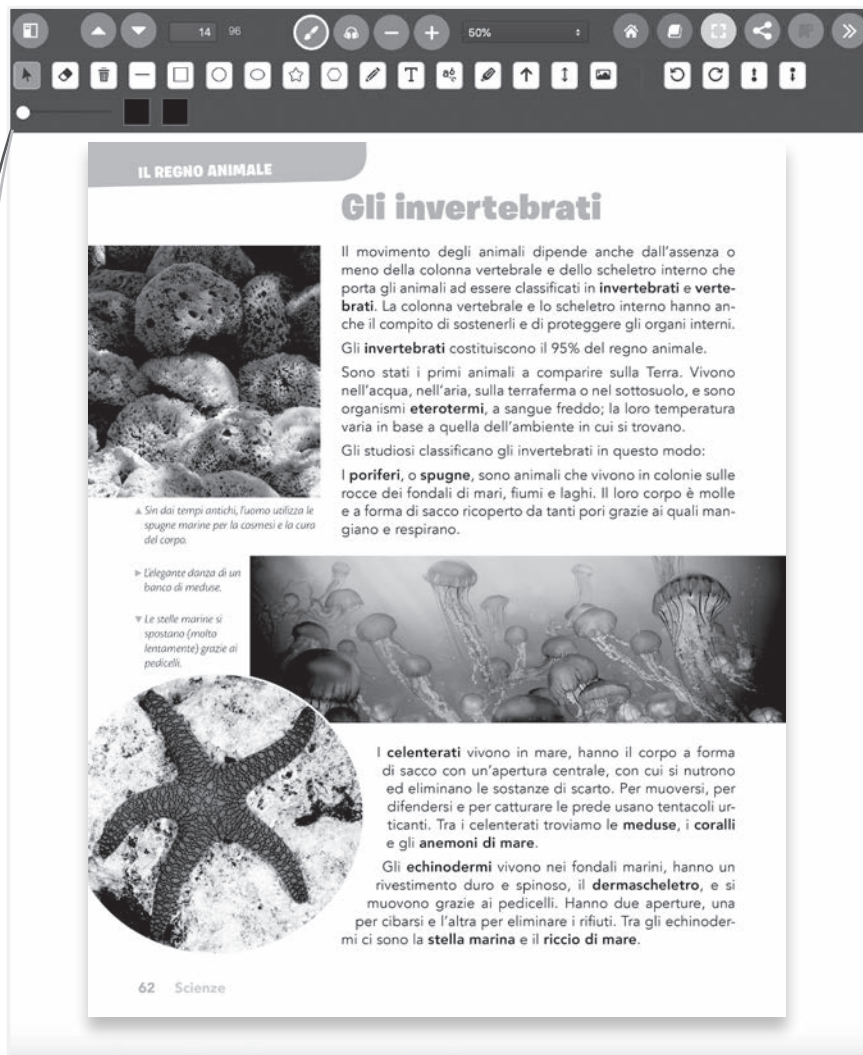 14 96 50%
T
IL REGNO ANIMALE
Gli invertebrati
Il movimento degli animali dipende anche dall'assenza o
meno della colonna vertebrale e dello scheletro interno che
porta gli animali ad essere classificati in invertebrati e verte-
brati. La colonna vertebrale e lo scheletro interno hanno an-
che il compito di sostenerli e di proteggere gli organi interni.
Gli invertebrati costituiscono il 95% del regno animale.
Sono stati i primi animali a comparire sulla Terra. Vivono
nell'acqua, nell'aria, sulla terraferma o nel sottosuolo, e sono
organismi eterotermi, a sangue freddo; la loro temperatura
varia in base a quella dell'ambiente in cui si trovano.
Gli studiosi classificano gli invertebrati in questo modo:
I poriferi, o spugne, sono animali che vivono in colonie sulle
rocce dei fondali di mari, fiumi e laghi. Il loro corpo è molle
e a forma di sacco ricoperto da tanti pori grazie ai quali man-
giano e respirano.
▲ Sin dai tempi antichi, l'uomo utilizza le
spugne marine per la cosmesi e la cura
del corpo.
► L'elegante danza di un
banco di meduse.
▼ Le stelle marine si
spostano (molto
lentamente) grazie ai
pedicelli.
I celenterati vivono in mare, hanno il corpo a forma
di sacco con un'apertura centrale, con cui si nutrono
ed eliminano le sostanze di scarto. Per muoversi, per
difendersi e per catturare le prede usano tentacoli ur-
ticanti. Tra i celenterati troviamo le meduse, i coralli
e gli anemoni di mare.
Gli echinodermi vivono nei fondali marini, hanno un
rivestimento duro e spinoso, il dermascheletro, e si
muovono grazie ai pedicelli. Hanno due aperture, una
per cibarsi e l'altra per eliminare i rifiuti. Tra gli echinoder-
mi ci sono la stella marina e il riccio di mare.
62 Scienze